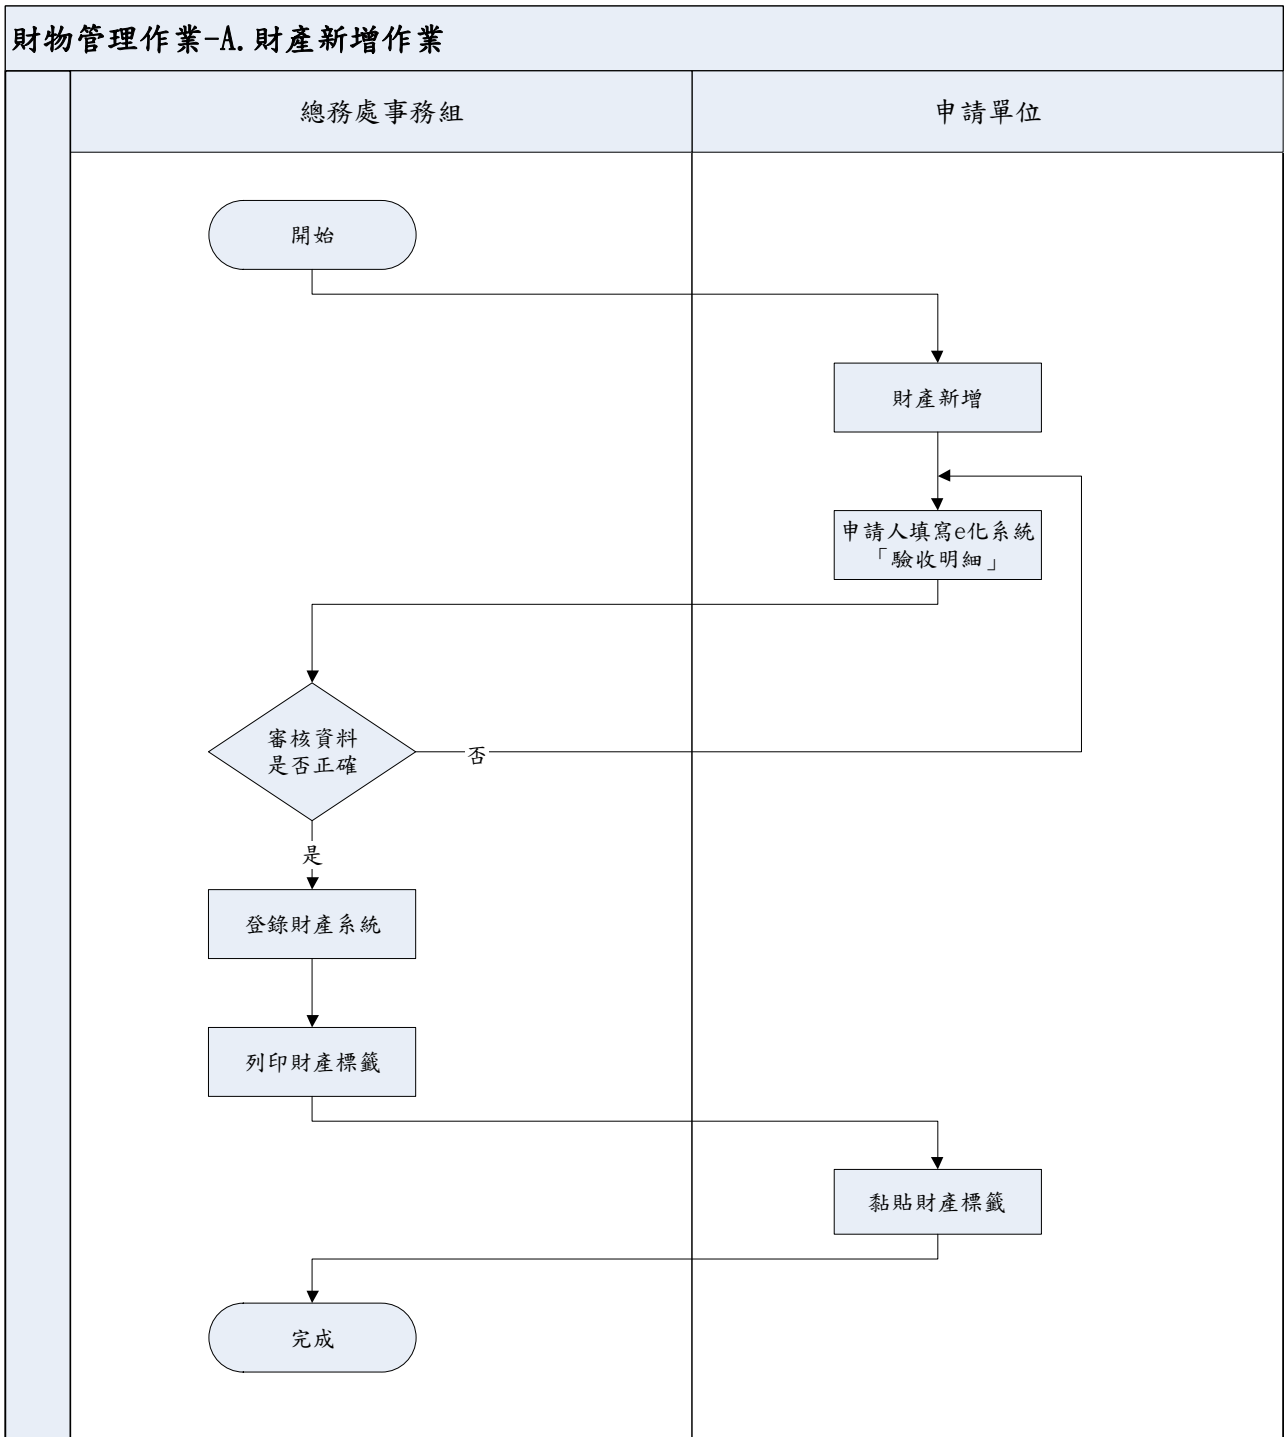 財物管理作業-A.財產新增作業
總務處事務組
申請單位
開始
財產新增
申請人填寫e化系統
「驗收明細」
審核資料
是否正確
否
是
登錄財產系統
列印財產標籤
黏貼財產標籤
完成